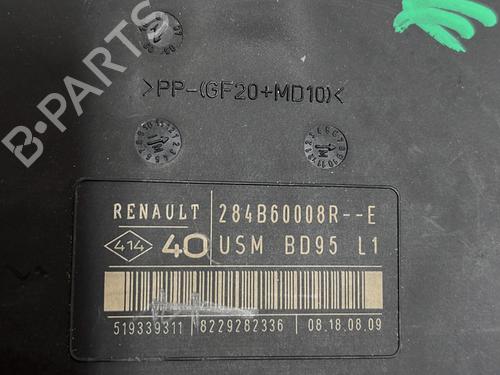 >PP-(GF20+MD10)<
RENAULT 284B60008R--E
414 40 USM BD95 L1
519339311 8229282336 08.18.08.09
B-Parts